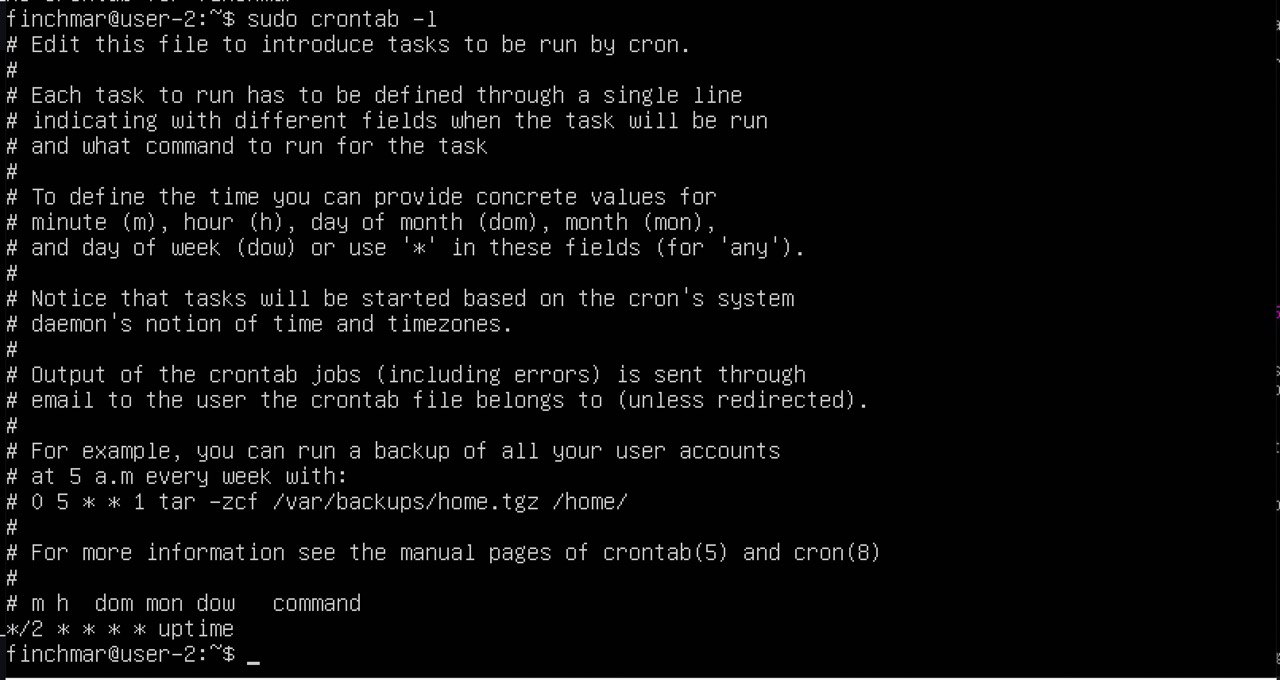 finchmar@user-2:~$ sudo crontab -l
# Edit this file to introduce tasks to be run by cron.
#
# Each task to run has to be defined through a single line
# indicating with different fields when the task will be run
# and what command to run for the task
#
# To define the time you can provide concrete values for
# minute (m), hour (h), day of month (dom), month (mon),
# and day of week (dow) or use '*' in these fields (for 'any').
#
# Notice that tasks will be started based on the cron's system
# daemon's notion of time and timezones.
#
# Output of the crontab jobs (including errors) is sent through
# email to the user the crontab file belongs to (unless redirected).
#
# For example, you can run a backup of all your user accounts
# at 5 a.m every week with:
# 0 5 * * 1 tar -zcf /var/backups/home.tgz /home/
#
# For more information see the manual pages of crontab(5) and cron(8)
#
# m h  dom mon dow   command
*/2 * * * * uptime
finchmar@user-2:~$ _